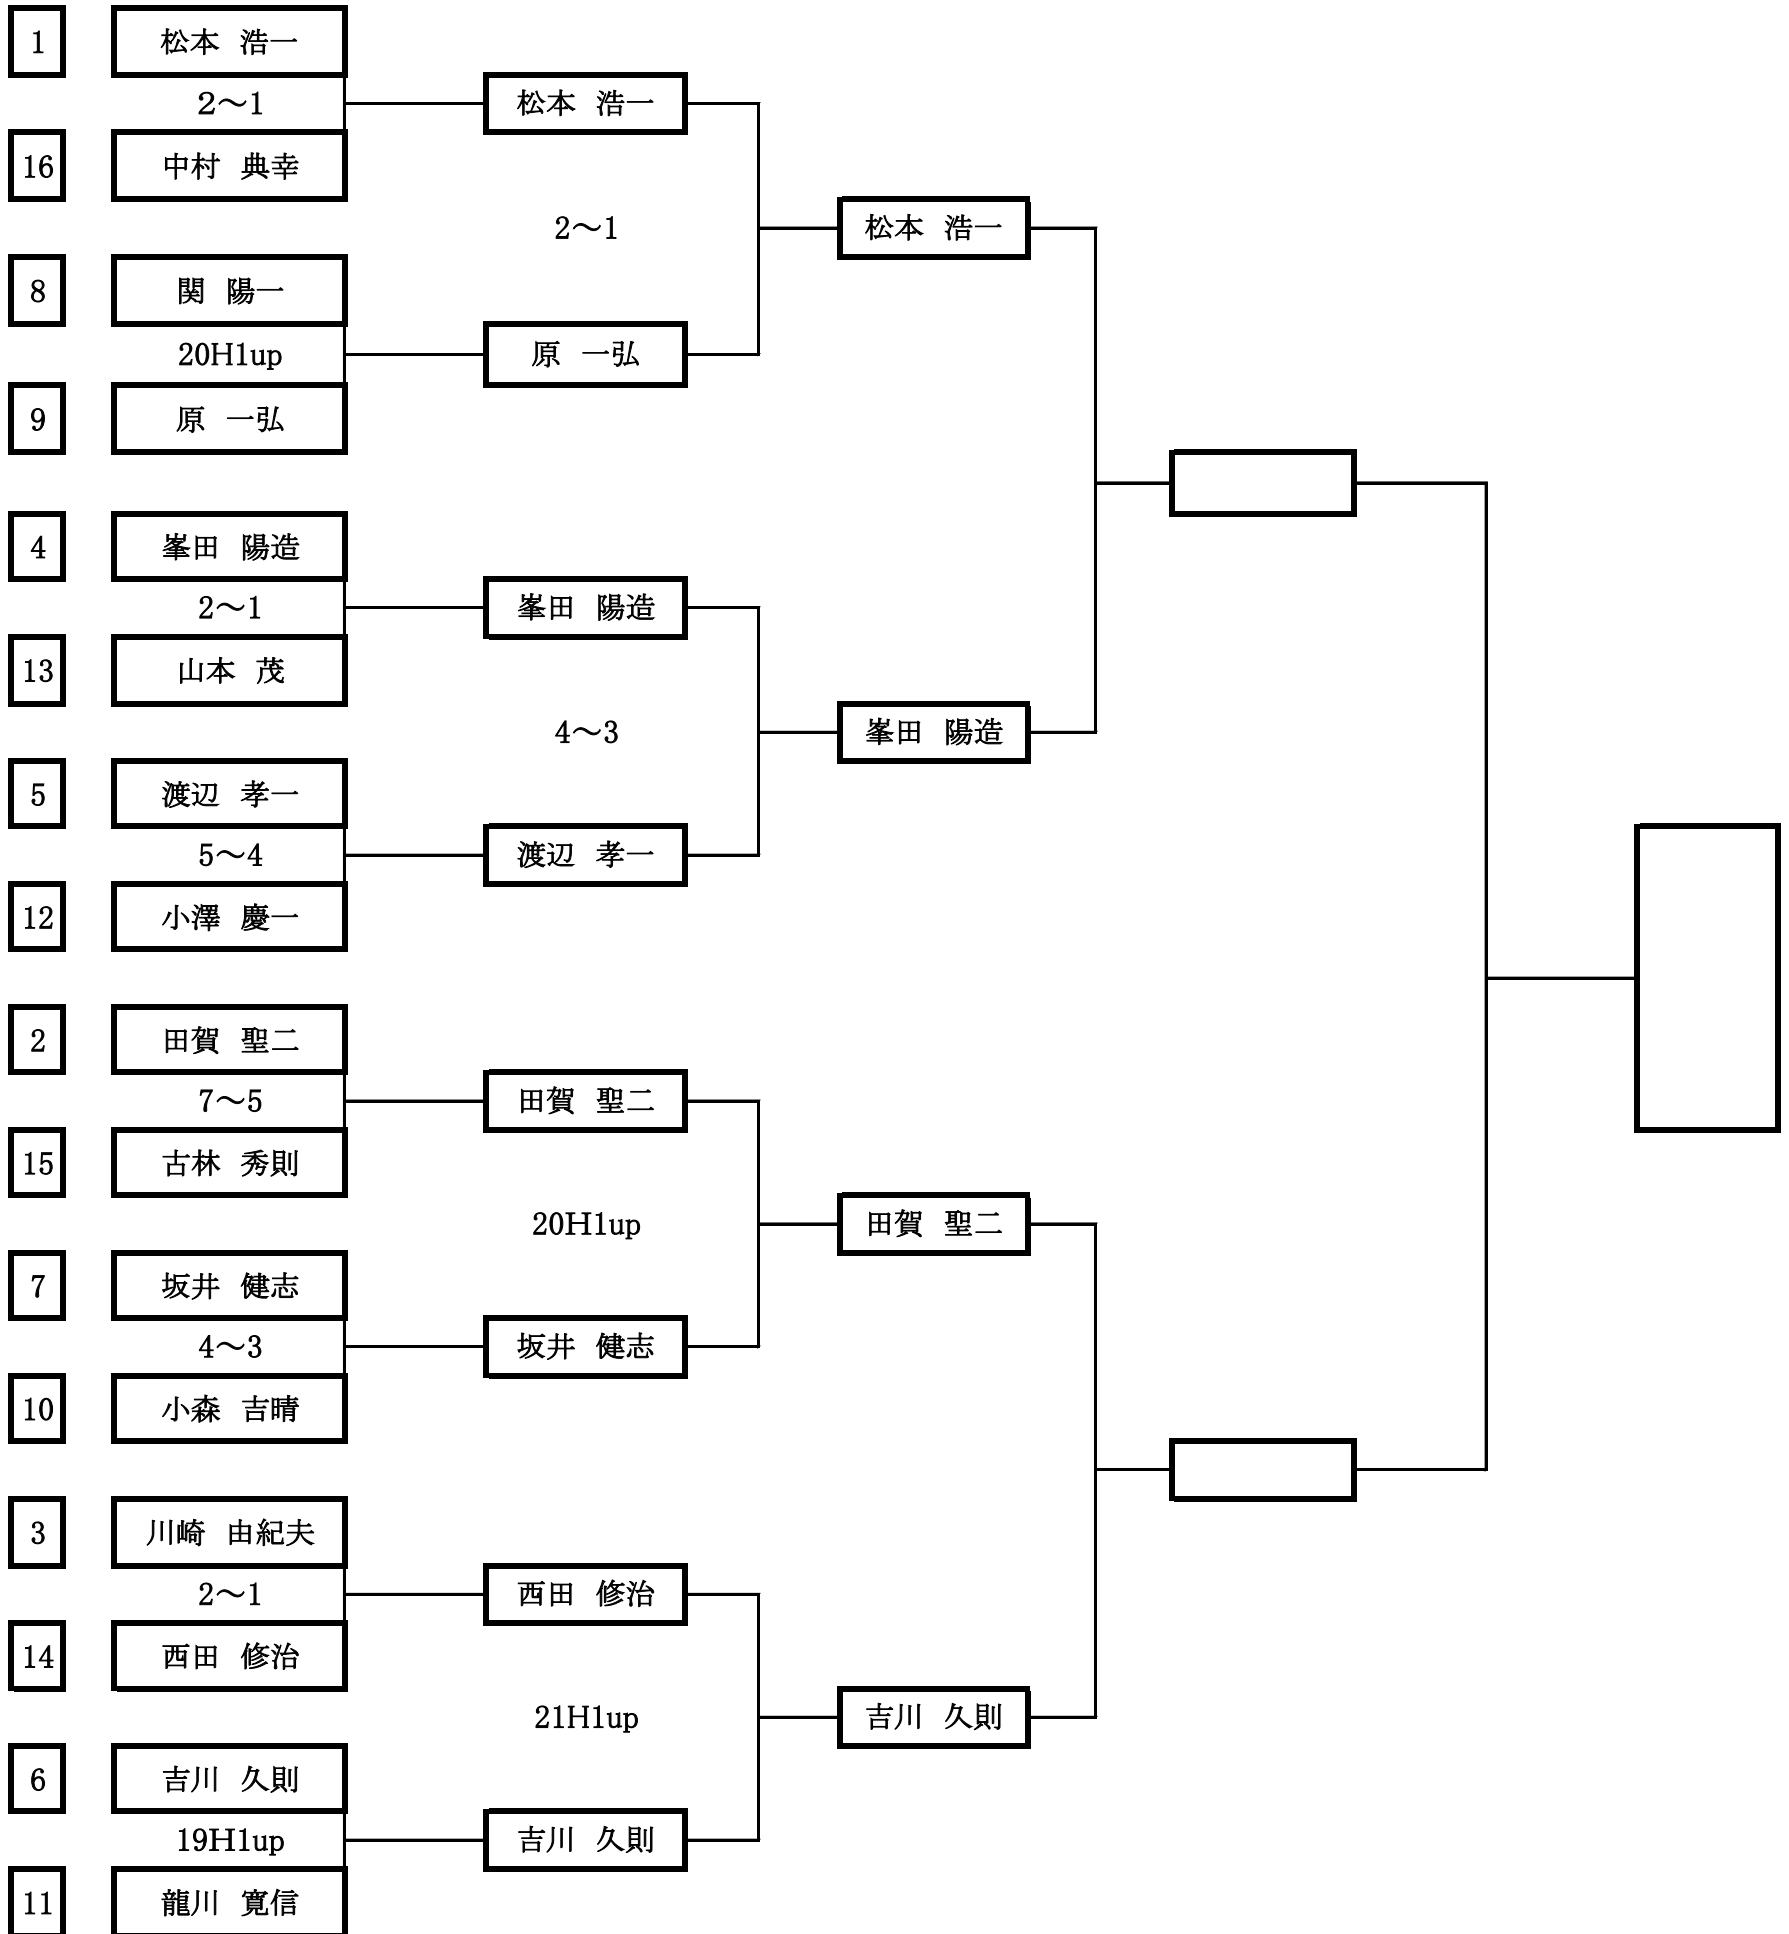 1 松本 浩一
2～1 松本 浩一
16 中村 典幸
2～1 松本 浩一
8 関 陽一
20H1up 原 一弘
9 原 一弘
4 峯田 陽造
2～1 峯田 陽造
13 山本 茂
4～3 峯田 陽造
5 渡辺 孝一
5～4 渡辺 孝一
12 小澤 慶一
2 田賀 聖二
7～5 田賀 聖二
15 古林 秀則
20H1up 田賀 聖二
7 坂井 健志
4～3 坂井 健志
10 小森 吉晴
3 川崎 由紀夫
2～1 西田 修治
14 西田 修治
21H1up 吉川 久則
6 吉川 久則
19H1up 吉川 久則
11 龍川 寛信